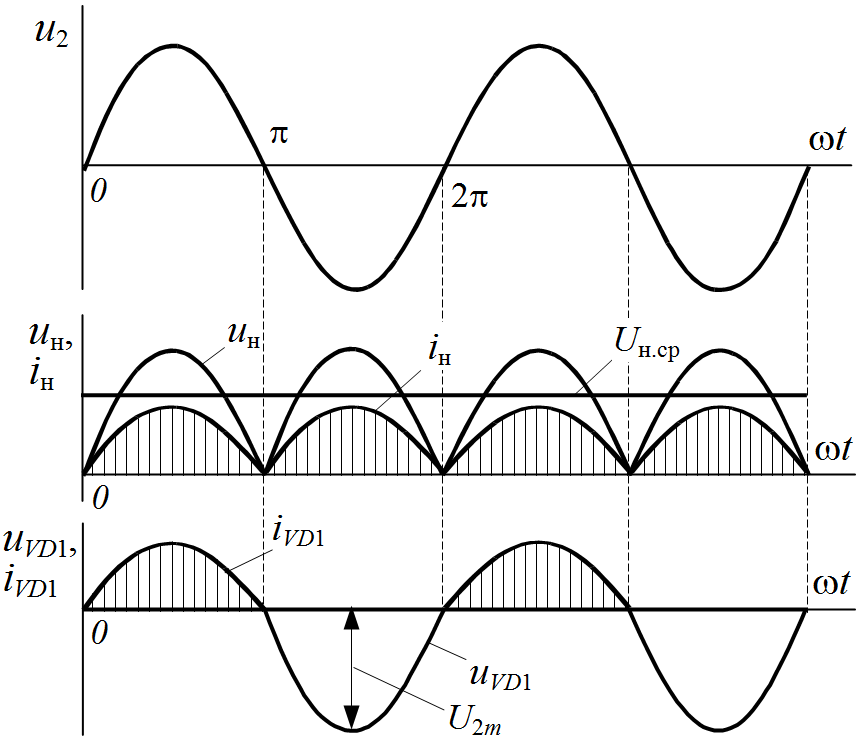 u2
π
ωt
0
2π
uн,
iн
uн
iн
Uн.ср
ωt
0
uVD1,
iVD1
iVD1
ωt
0
uVD1
U2m